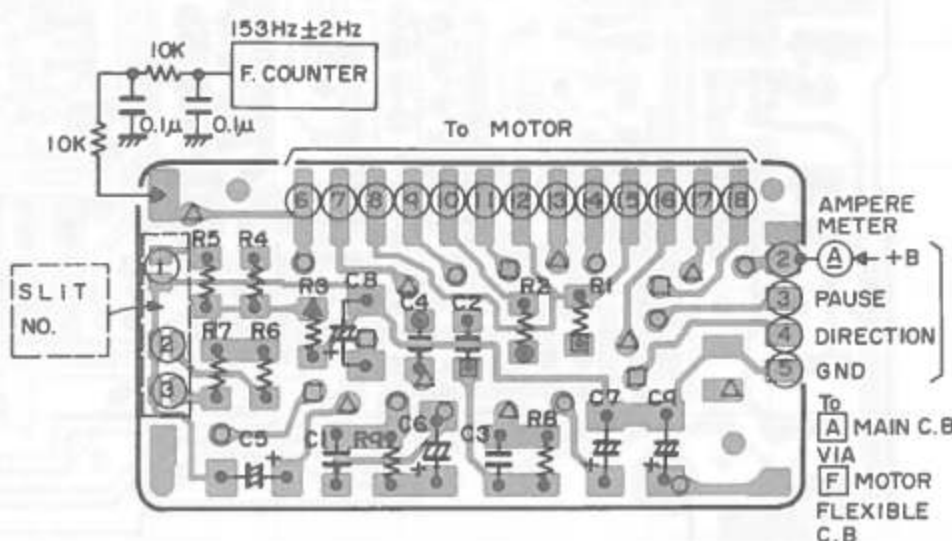 153Hz±2Hz
10K
F. COUNTER
0.1μ
0.1μ
10K
To MOTOR
6 7 8 9 10 11 12 13 14 15 16 17 18
AMPERE
METER
2 A +B
3 PAUSE
4 DIRECTION
5 GND
To
A MAIN C.B
VIA
F MOTOR
FLEXIBLE
C.B
SLIT
NO.
1
2
3
R5 R4
R3 C8
C4 C2
R2 R1
R7 R6
C5
C1 R9 C6
C3 R8
C7 C9
+
+
+
+
+